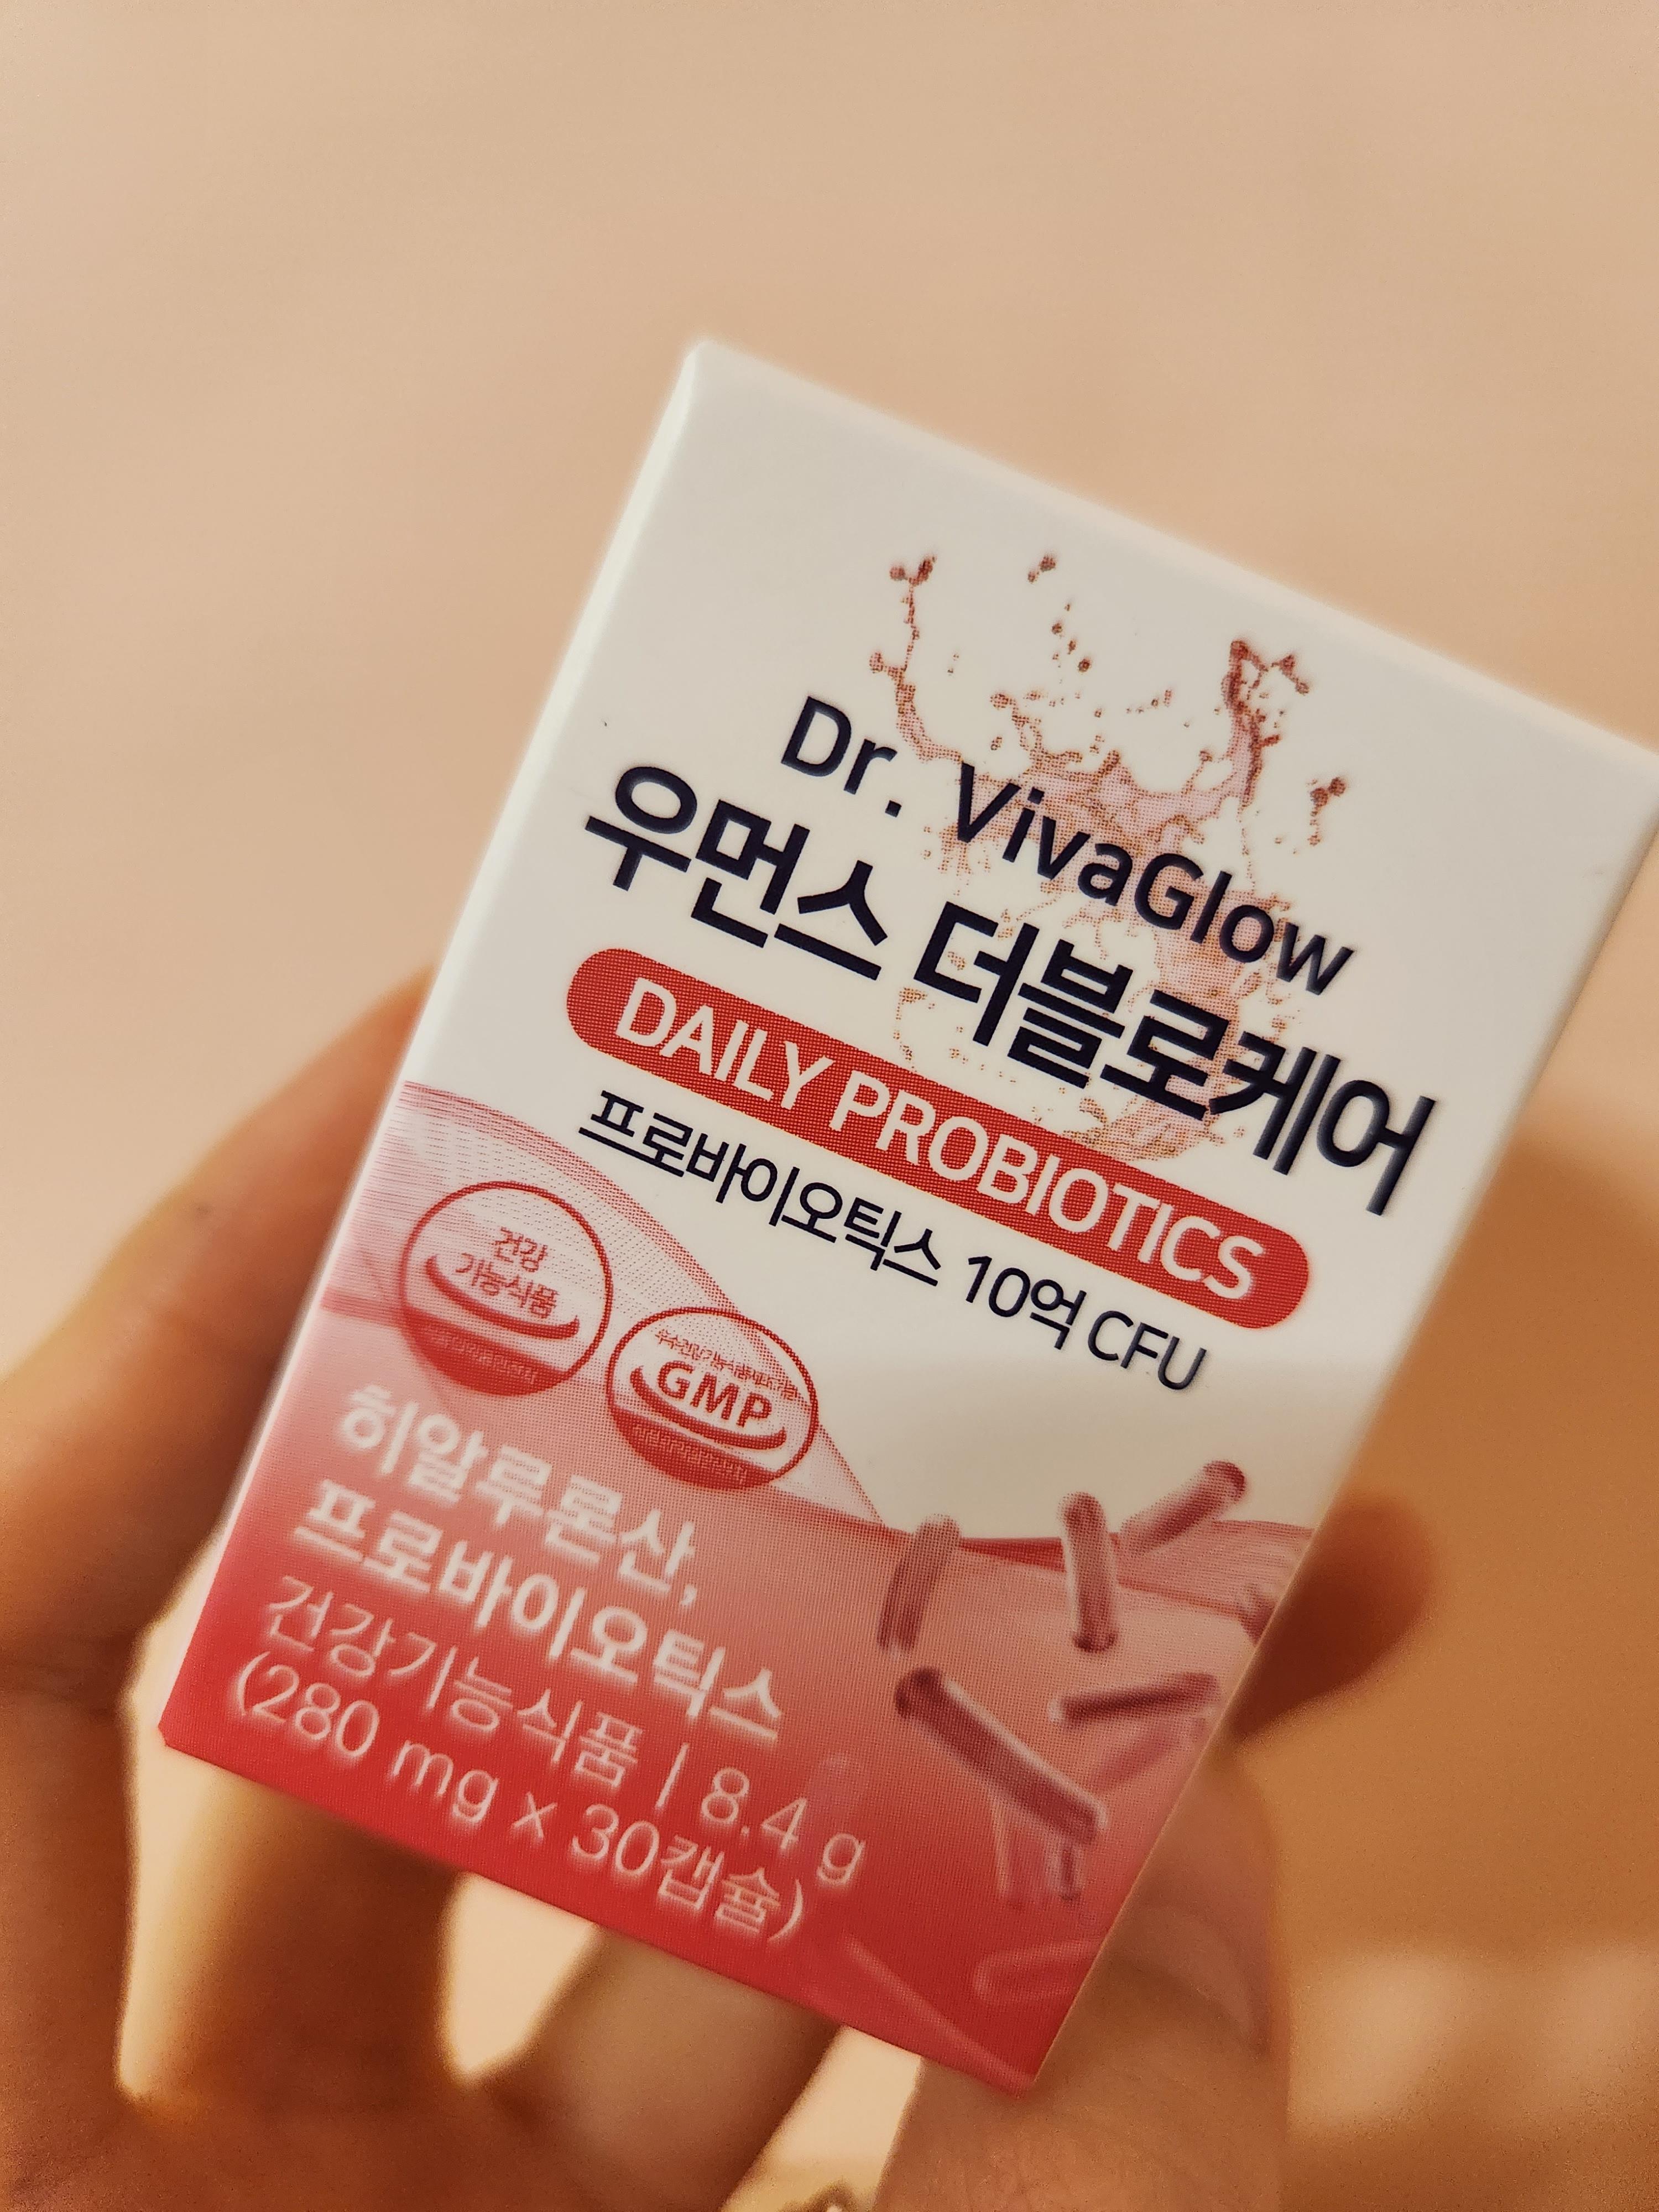 Dr. VivaGlow
우먼스 더블로케어
DAILY PROBIOTICS
프로바이오틱스 10억 CFU
건강
기능식품
GMP
히알루론산,
프로바이오틱스
건강기능식품 | 8.4 g
(280 mg x 30캡슐)